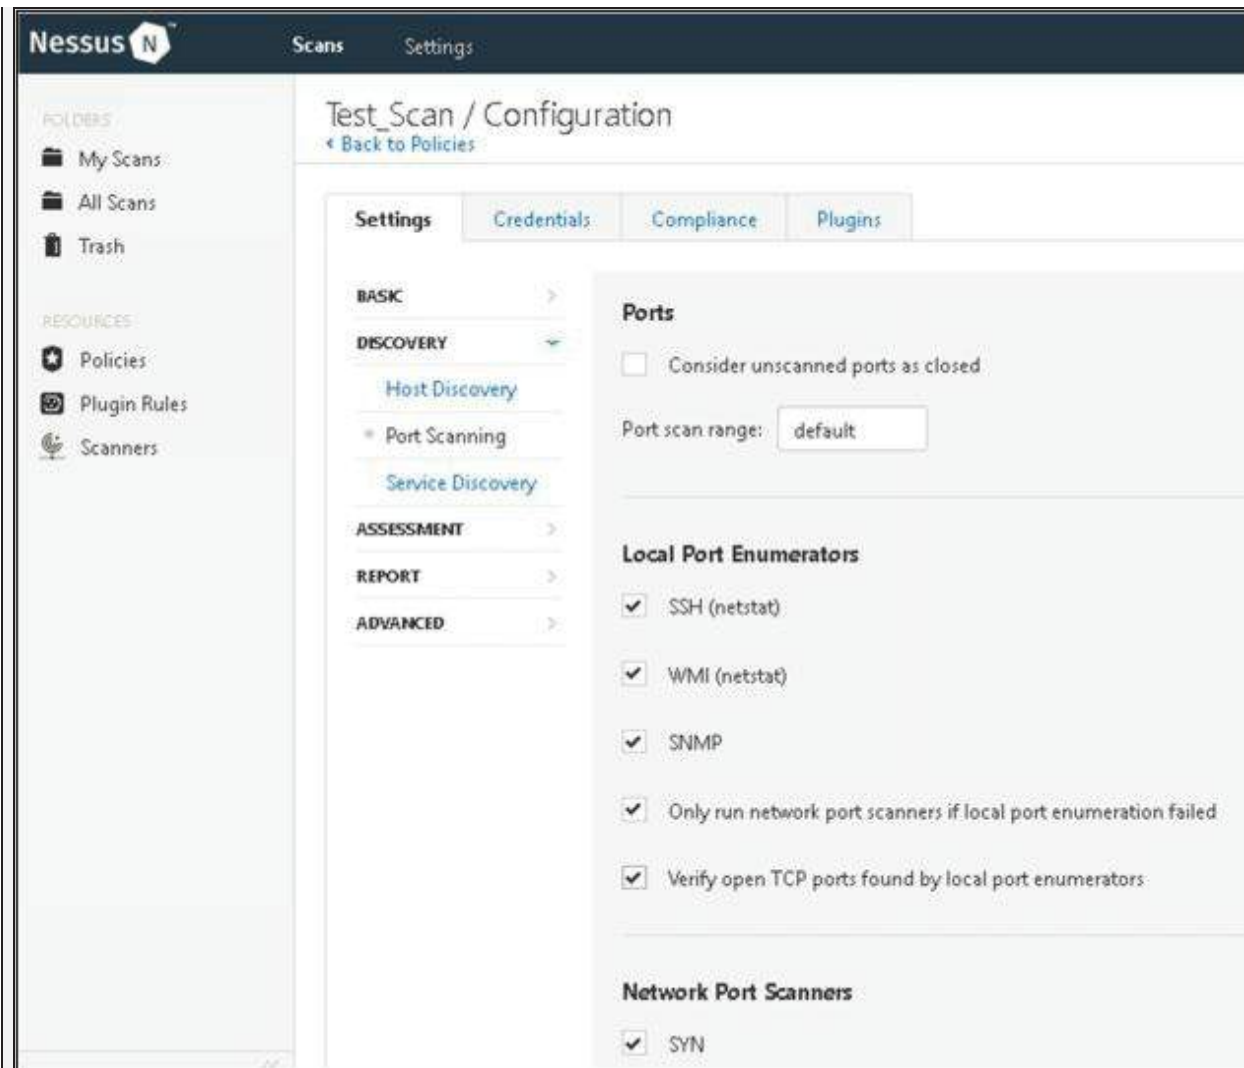 Nessus N ™
Scans Settings
FOLDERS
My Scans
All Scans
Trash
RESOURCES
Policies
Plugin Rules
Scanners
Test_Scan / Configuration
Back to Policies
Settings Credentials Compliance Plugins
BASIC
DISCOVERY
Host Discovery
Port Scanning
Service Discovery
ASSESSMENT
REPORT
ADVANCED
Ports
Consider unscanned ports as closed
Port scan range: default
Local Port Enumerators
SSH (netstat)
WMI (netstat)
SNMP
Only run network port scanners if local port enumeration failed
Verify open TCP ports found by local port enumerators
Network Port Scanners
SYN